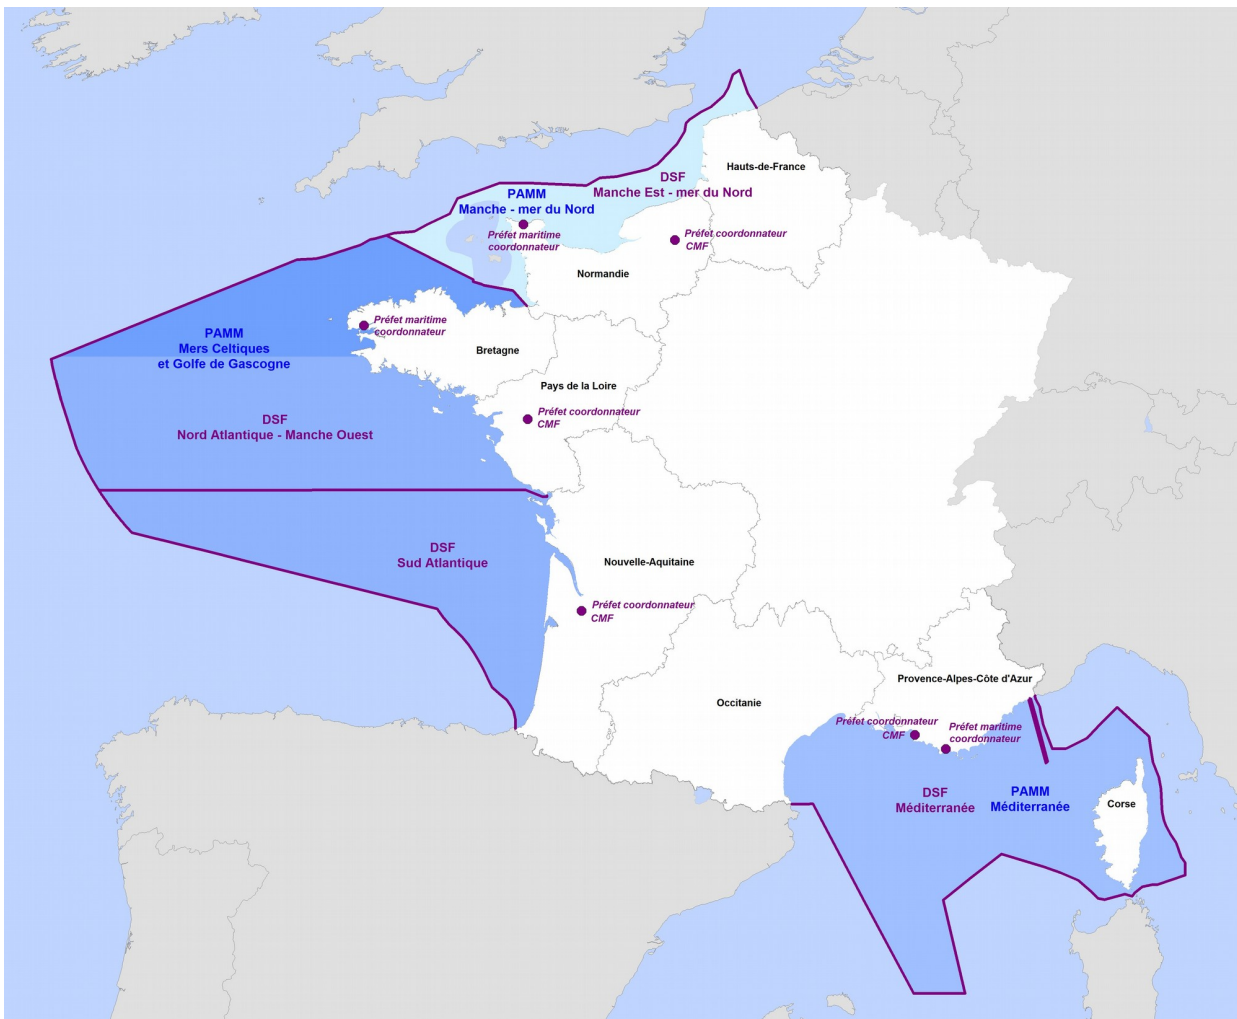 Hauts-de-France
DSF
Manche Est - mer du Nord
PAMM
Manche - mer du Nord
Préfet maritime
coordonnateur
Préfet coordonnateur
CMF
Normandie
Préfet maritime
coordonnateur
PAMM
Mers Celtiques
et Golfe de Gascogne
Bretagne
Pays de la Loire
DSF
Nord Atlantique - Manche Ouest
Préfet coordonnateur
CMF
DSF
Sud Atlantique
Nouvelle-Aquitaine
Préfet coordonnateur
CMF
Provence-Alpes-Côte d'Azur
Occitanie
Préfet coordonnateur
CMF
Préfet maritime
coordonnateur
DSF
Méditerranée
PAMM
Méditerranée
Corse